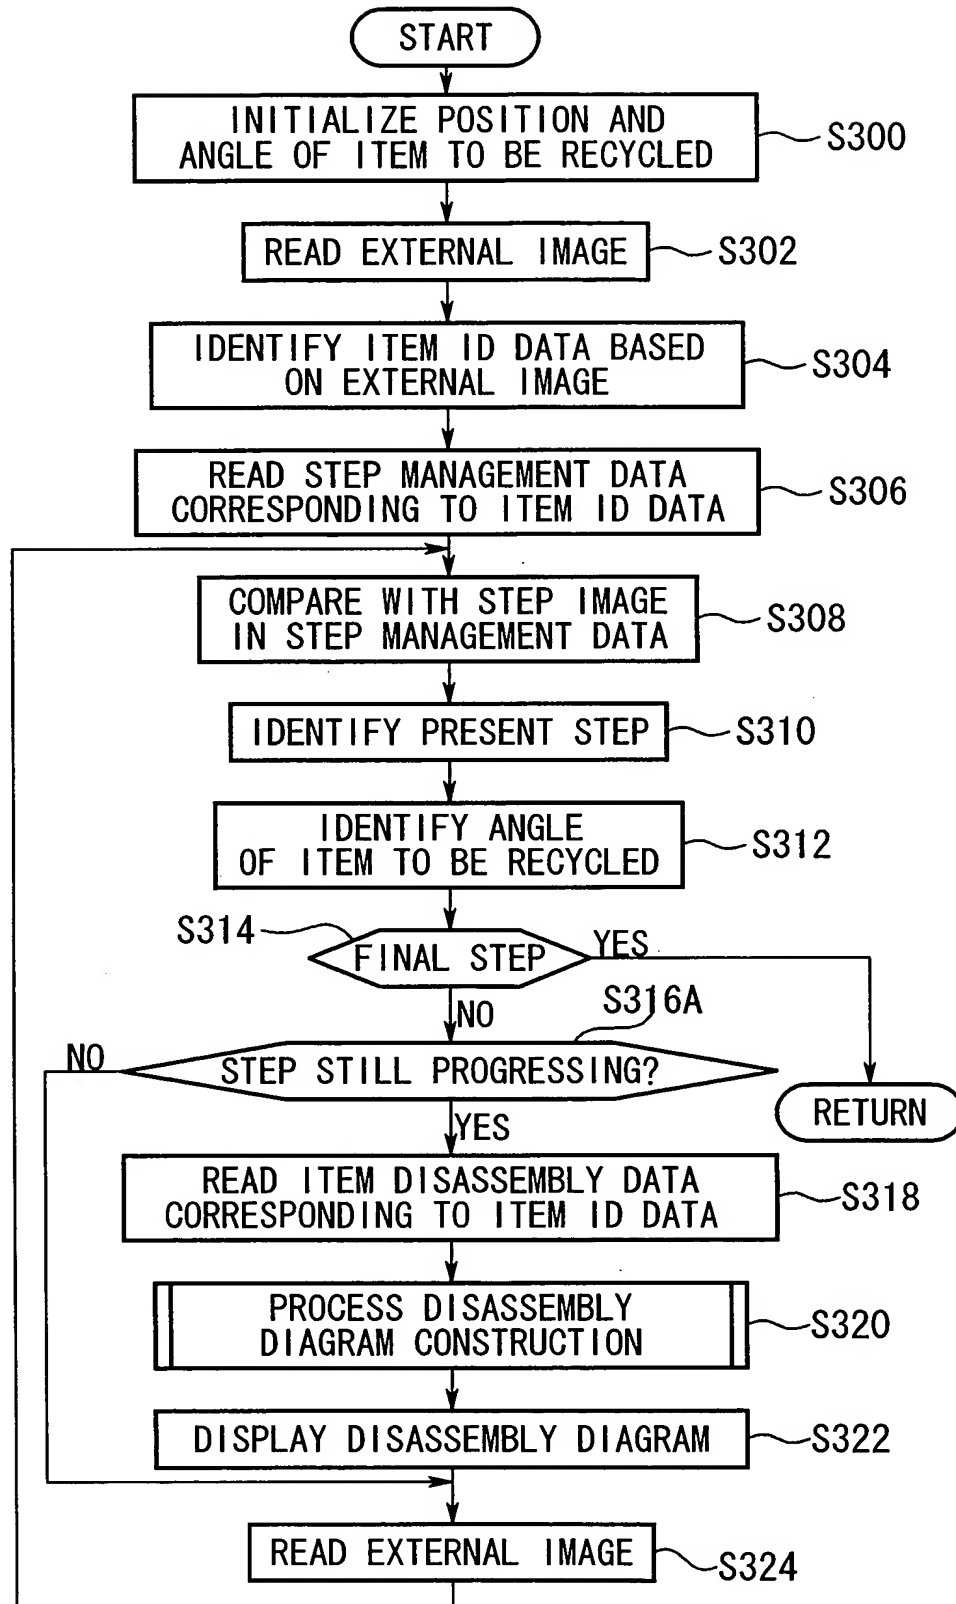 START
INITIALIZE POSITION AND
ANGLE OF ITEM TO BE RECYCLED
S300
READ EXTERNAL IMAGE
S302
IDENTIFY ITEM ID DATA BASED
ON EXTERNAL IMAGE
S304
READ STEP MANAGEMENT DATA
CORRESPONDING TO ITEM ID DATA
S306
COMPARE WITH STEP IMAGE
IN STEP MANAGEMENT DATA
S308
IDENTIFY PRESENT STEP
S310
IDENTIFY ANGLE
OF ITEM TO BE RECYCLED
S312
S314
FINAL STEP
YES
NO
S316A
NO
STEP STILL PROGRESSING?
RETURN
YES
READ ITEM DISASSEMBLY DATA
CORRESPONDING TO ITEM ID DATA
S318
PROCESS DISASSEMBLY
DIAGRAM CONSTRUCTION
S320
DISPLAY DISASSEMBLY DIAGRAM
S322
READ EXTERNAL IMAGE
S324